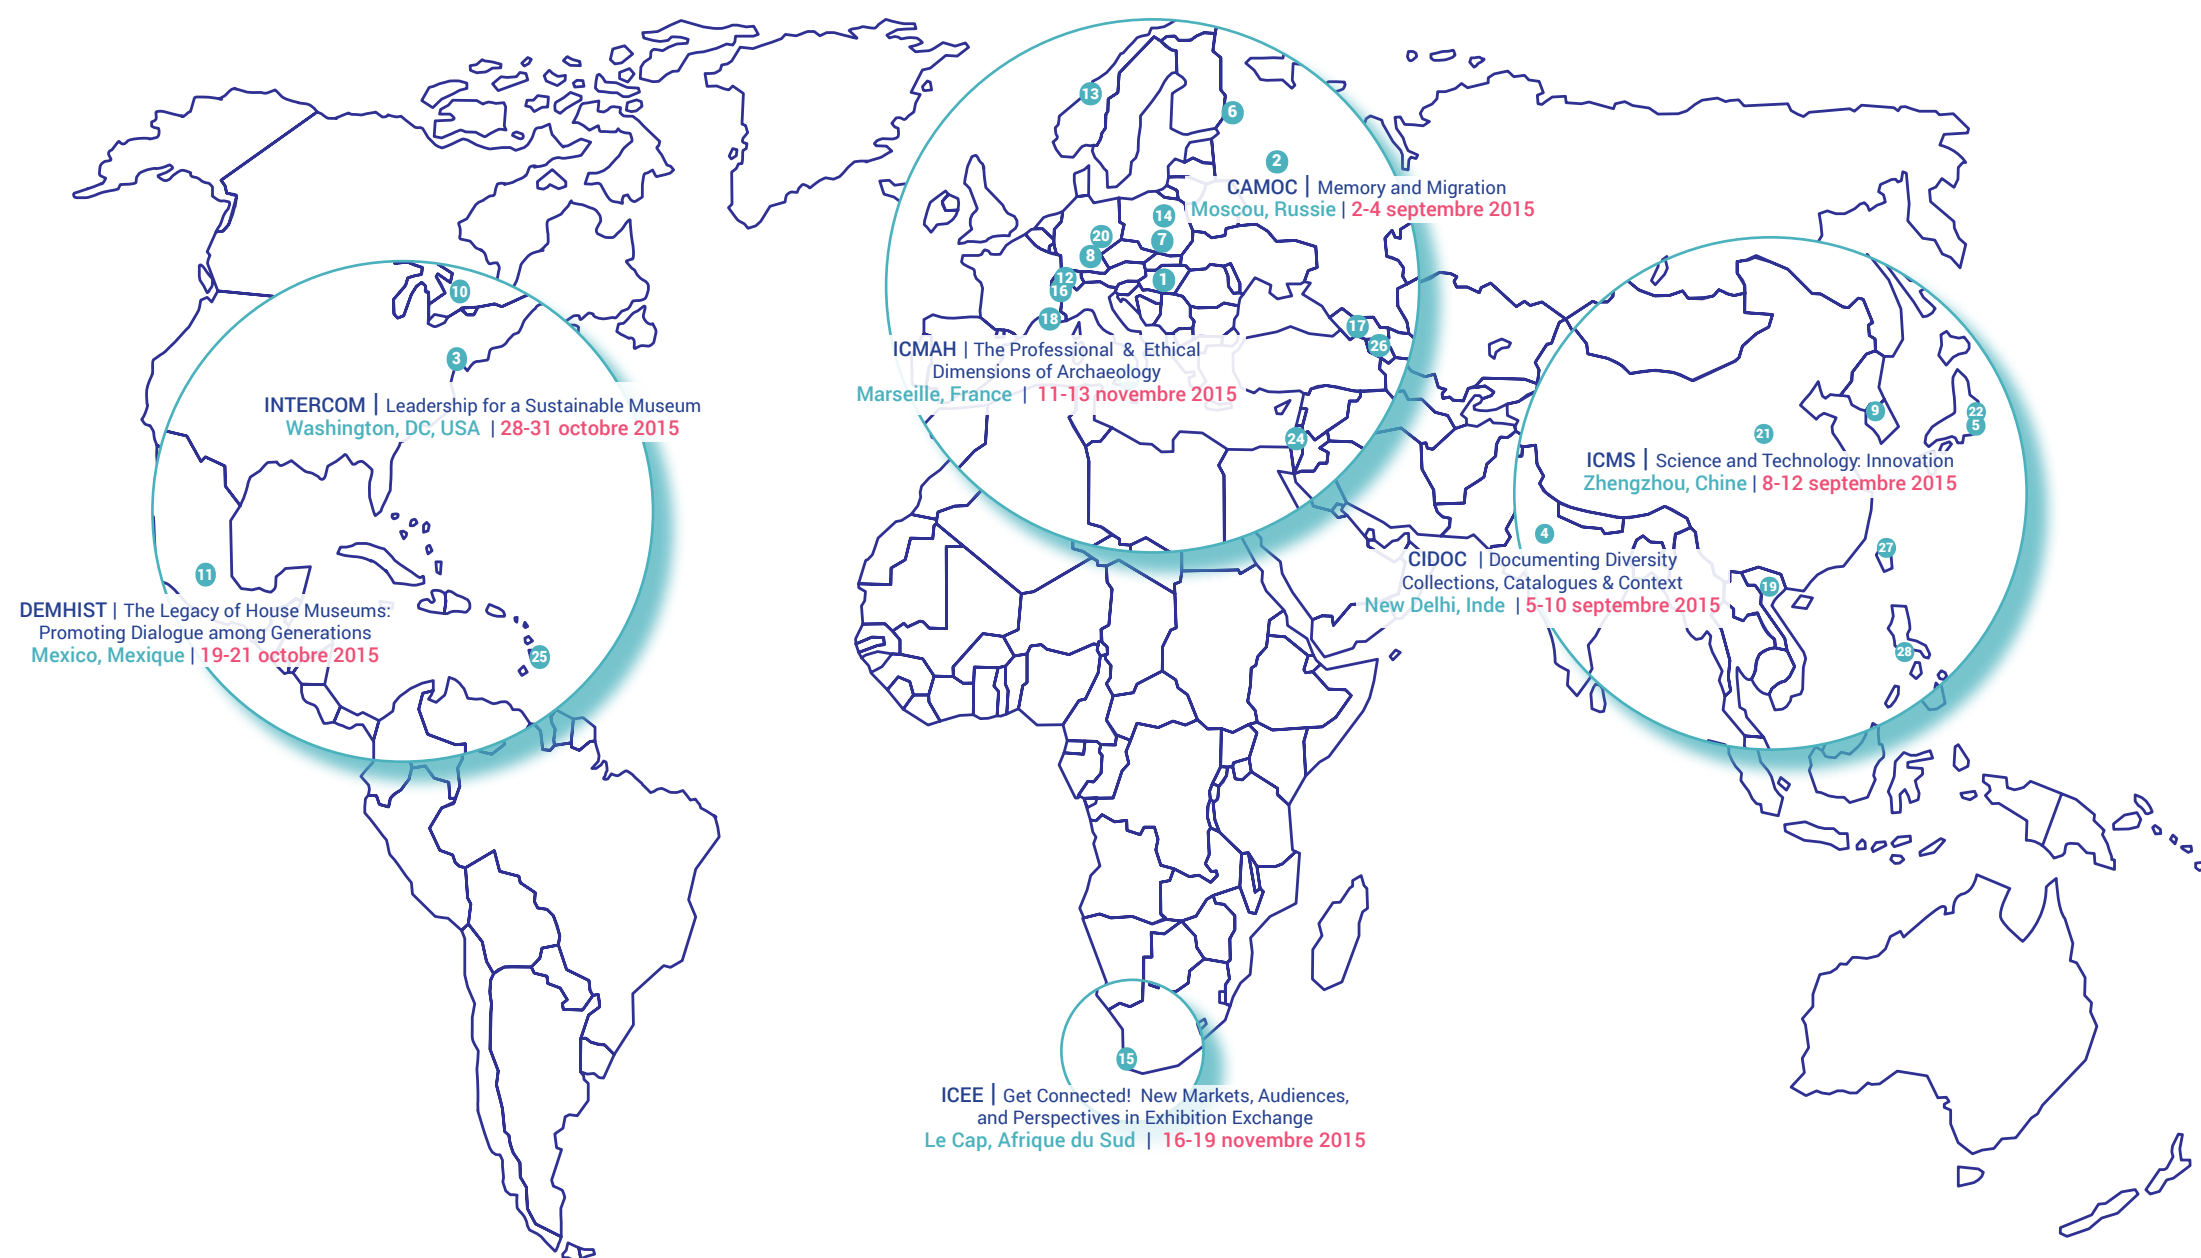 13
6
2
CAMOC | Memory and Migration
Moscou, Russie | 2-4 septembre 2015
14
20
7
8
12
1
16
18
17
26
ICMAH | The Professional & Ethical
Dimensions of Archaeology
Marseille, France | 11-13 novembre 2015
24
10
3
INTERCOM | Leadership for a Sustainable Museum
Washington, DC, USA | 28-31 octobre 2015
11
DEMHIST | The Legacy of House Museums:
Promoting Dialogue among Generations
Mexico, Mexique | 19-21 octobre 2015
25
9
22
5
21
ICMS | Science and Technology: Innovation
Zhengzhou, Chine | 8-12 septembre 2015
4
27
CIDOC | Documenting Diversity
Collections, Catalogues & Context
New Delhi, Inde | 5-10 septembre 2015
19
28
15
ICEE | Get Connected! New Markets, Audiences,
and Perspectives in Exhibition Exchange
Le Cap, Afrique du Sud | 16-19 novembre 2015